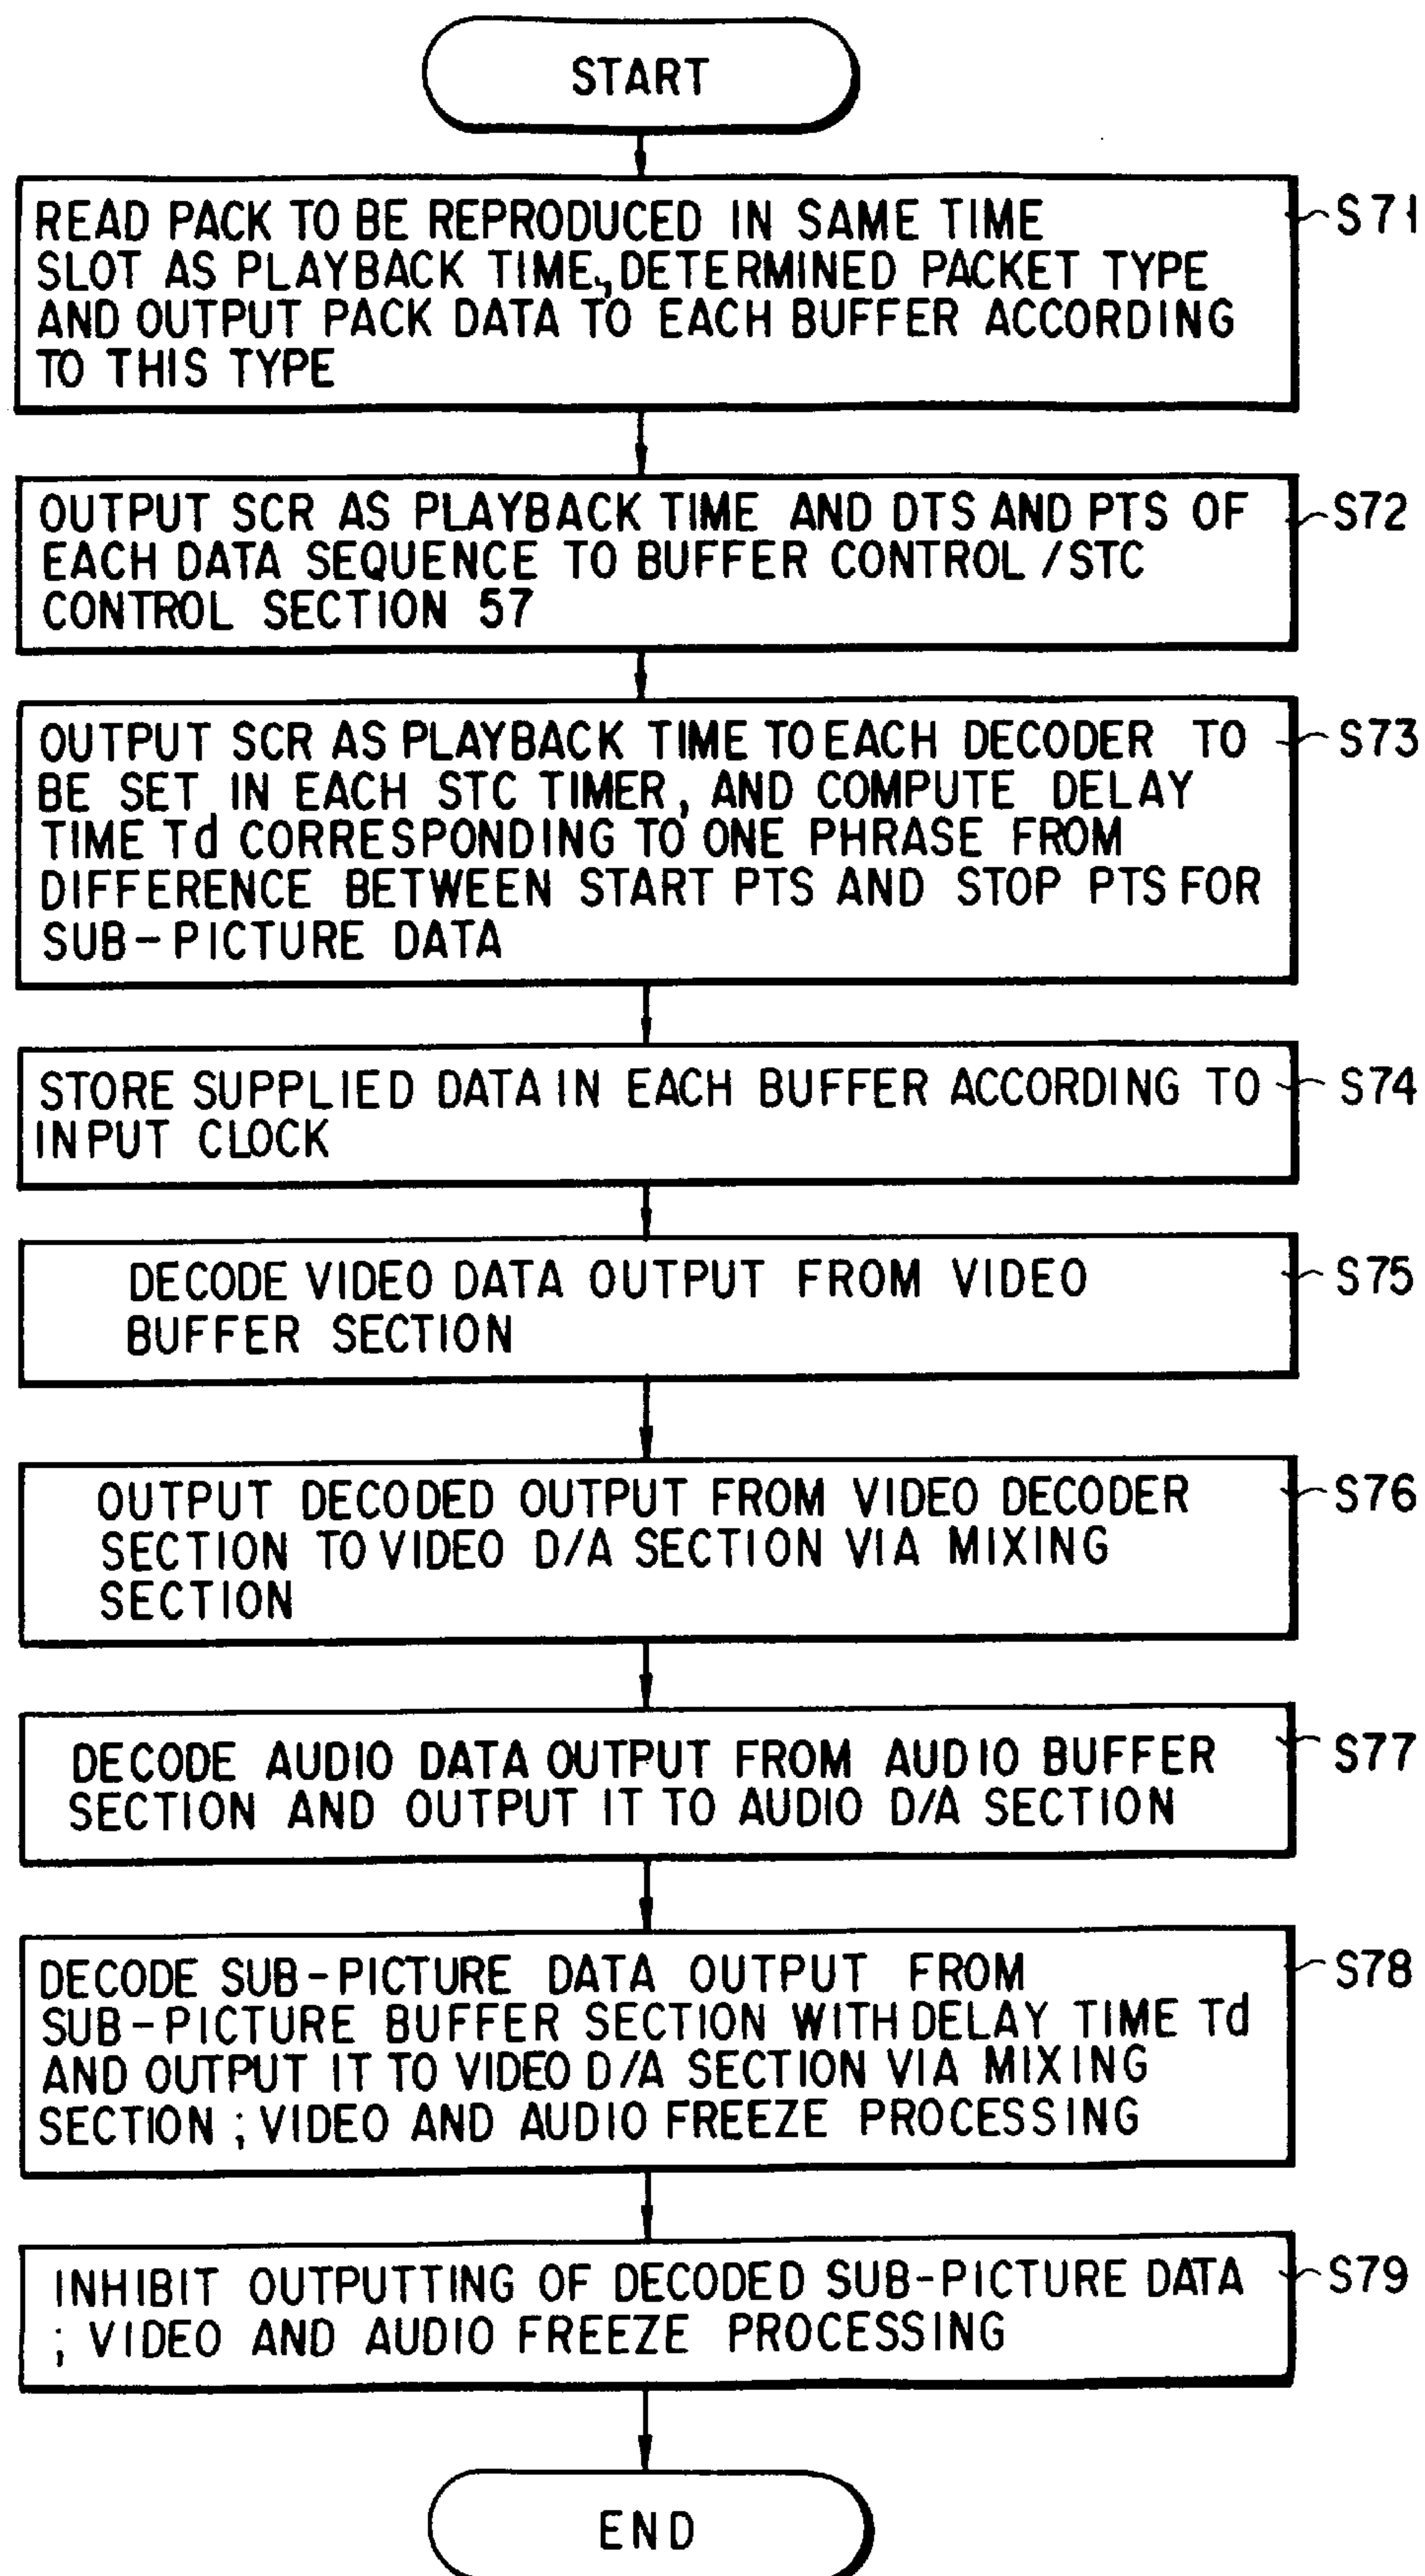 START
READ PACK TO BE REPRODUCED IN SAME TIME
SLOT AS PLAYBACK TIME, DETERMINED PACKET TYPE
AND OUTPUT PACK DATA TO EACH BUFFER ACCORDING
TO THIS TYPE
S71
OUTPUT SCR AS PLAYBACK TIME AND DTS AND PTS OF
EACH DATA SEQUENCE TO BUFFER CONTROL/STC
CONTROL SECTION 57
S72
OUTPUT SCR AS PLAYBACK TIME TO EACH DECODER TO
BE SET IN EACH STC TIMER, AND COMPUTE DELAY
TIME Td CORRESPONDING TO ONE PHRASE FROM
DIFFERENCE BETWEEN START PTS AND STOP PTS FOR
SUB-PICTURE DATA
S73
STORE SUPPLIED DATA IN EACH BUFFER ACCORDING TO
INPUT CLOCK
S74
DECODE VIDEO DATA OUTPUT FROM VIDEO
BUFFER SECTION
S75
OUTPUT DECODED OUTPUT FROM VIDEO DECODER
SECTION TO VIDEO D/A SECTION VIA MIXING
SECTION
S76
DECODE AUDIO DATA OUTPUT FROM AUDIO BUFFER
SECTION AND OUTPUT IT TO AUDIO D/A SECTION
S77
DECODE SUB-PICTURE DATA OUTPUT FROM
SUB-PICTURE BUFFER SECTION WITH DELAY TIME Td
AND OUTPUT IT TO VIDEO D/A SECTION VIA MIXING
SECTION ; VIDEO AND AUDIO FREEZE PROCESSING
S78
INHIBIT OUTPUTTING OF DECODED SUB-PICTURE DATA
; VIDEO AND AUDIO FREEZE PROCESSING
S79
END